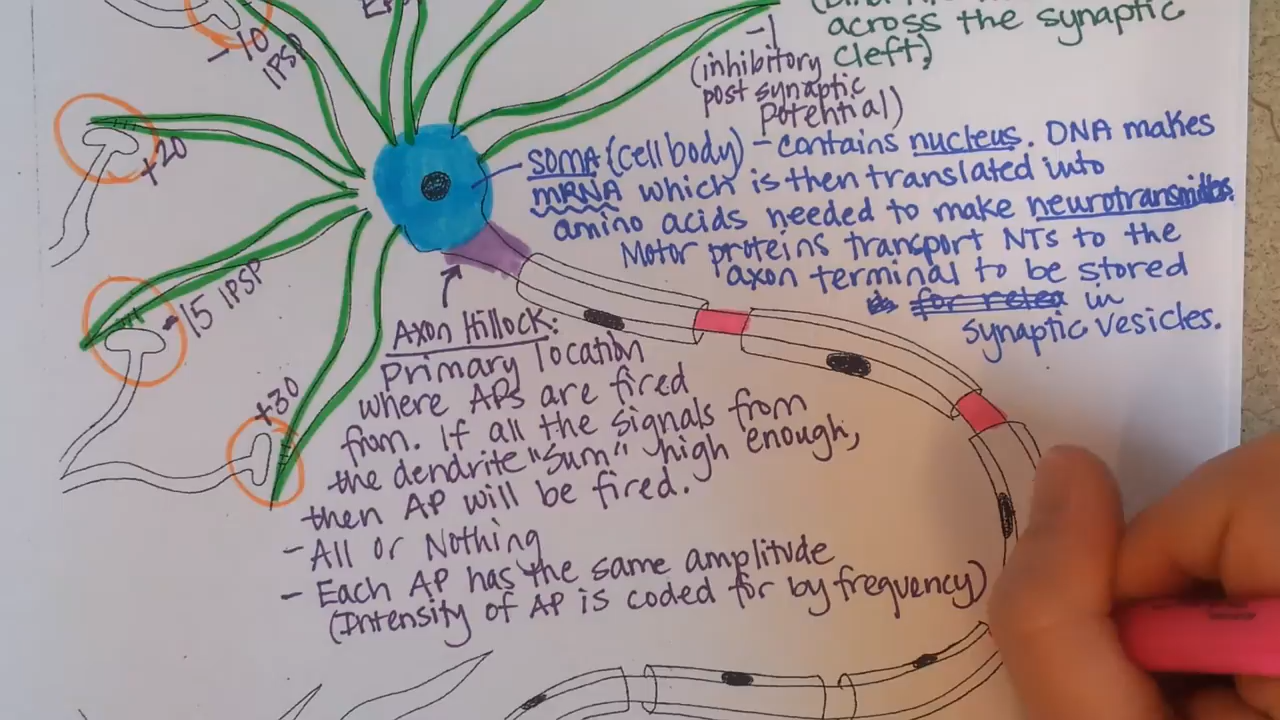 across the synaptic
cleft)
-10
IPSP
-1
(inhibitory
post synaptic
potential)
+20
SOMA (cell body) - contains nucleus. DNA makes
mRNA which is then translated into
amino acids needed to make neurotransmitters.
Motor proteins transport NTs to the
axon terminal to be stored
in
synaptic vesicles.
-15 IPSP
+30
Axon Hillock:
Primary location
where APs are fired
from. If all the signals from
the dendrite "sum" high enough,
then AP will be fired.
- All or Nothing
- Each AP has the same amplitude
(Intensity of AP is coded for by frequency)